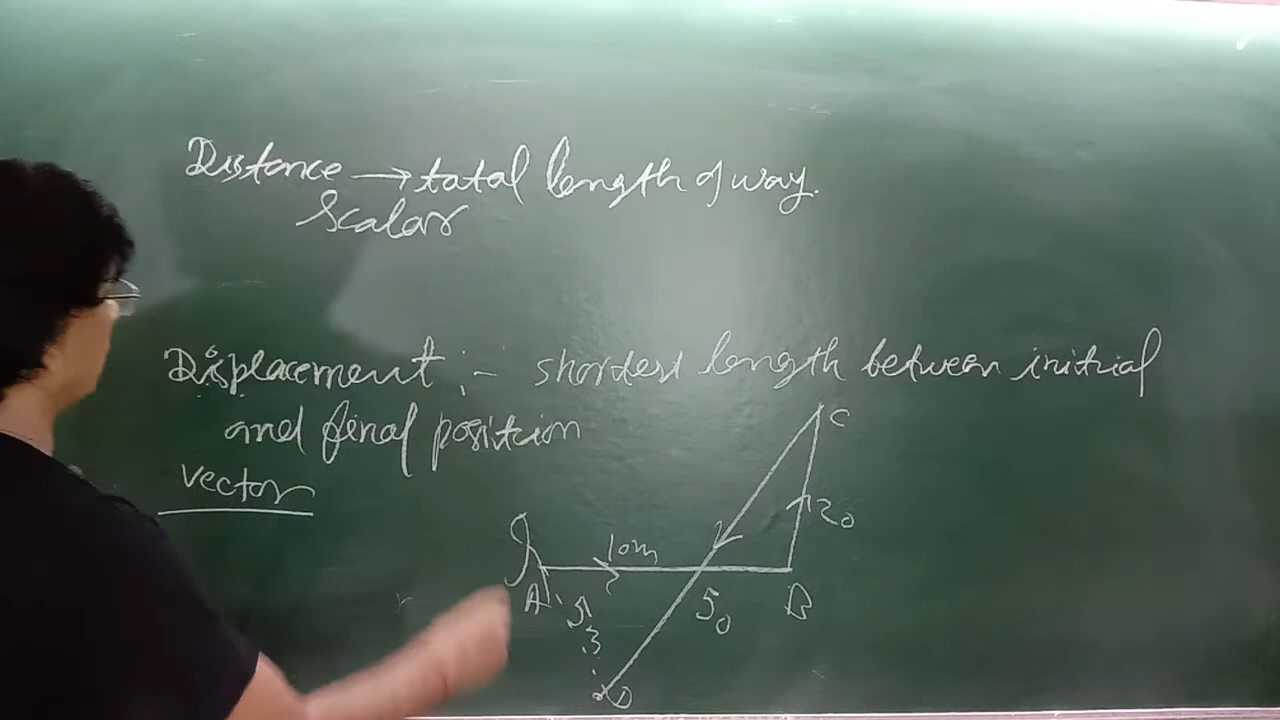 Distance → total length of way.
Scalar
Displacement :- shortest length between initial
and final position
vector
C
20
10m
A
50
B
D